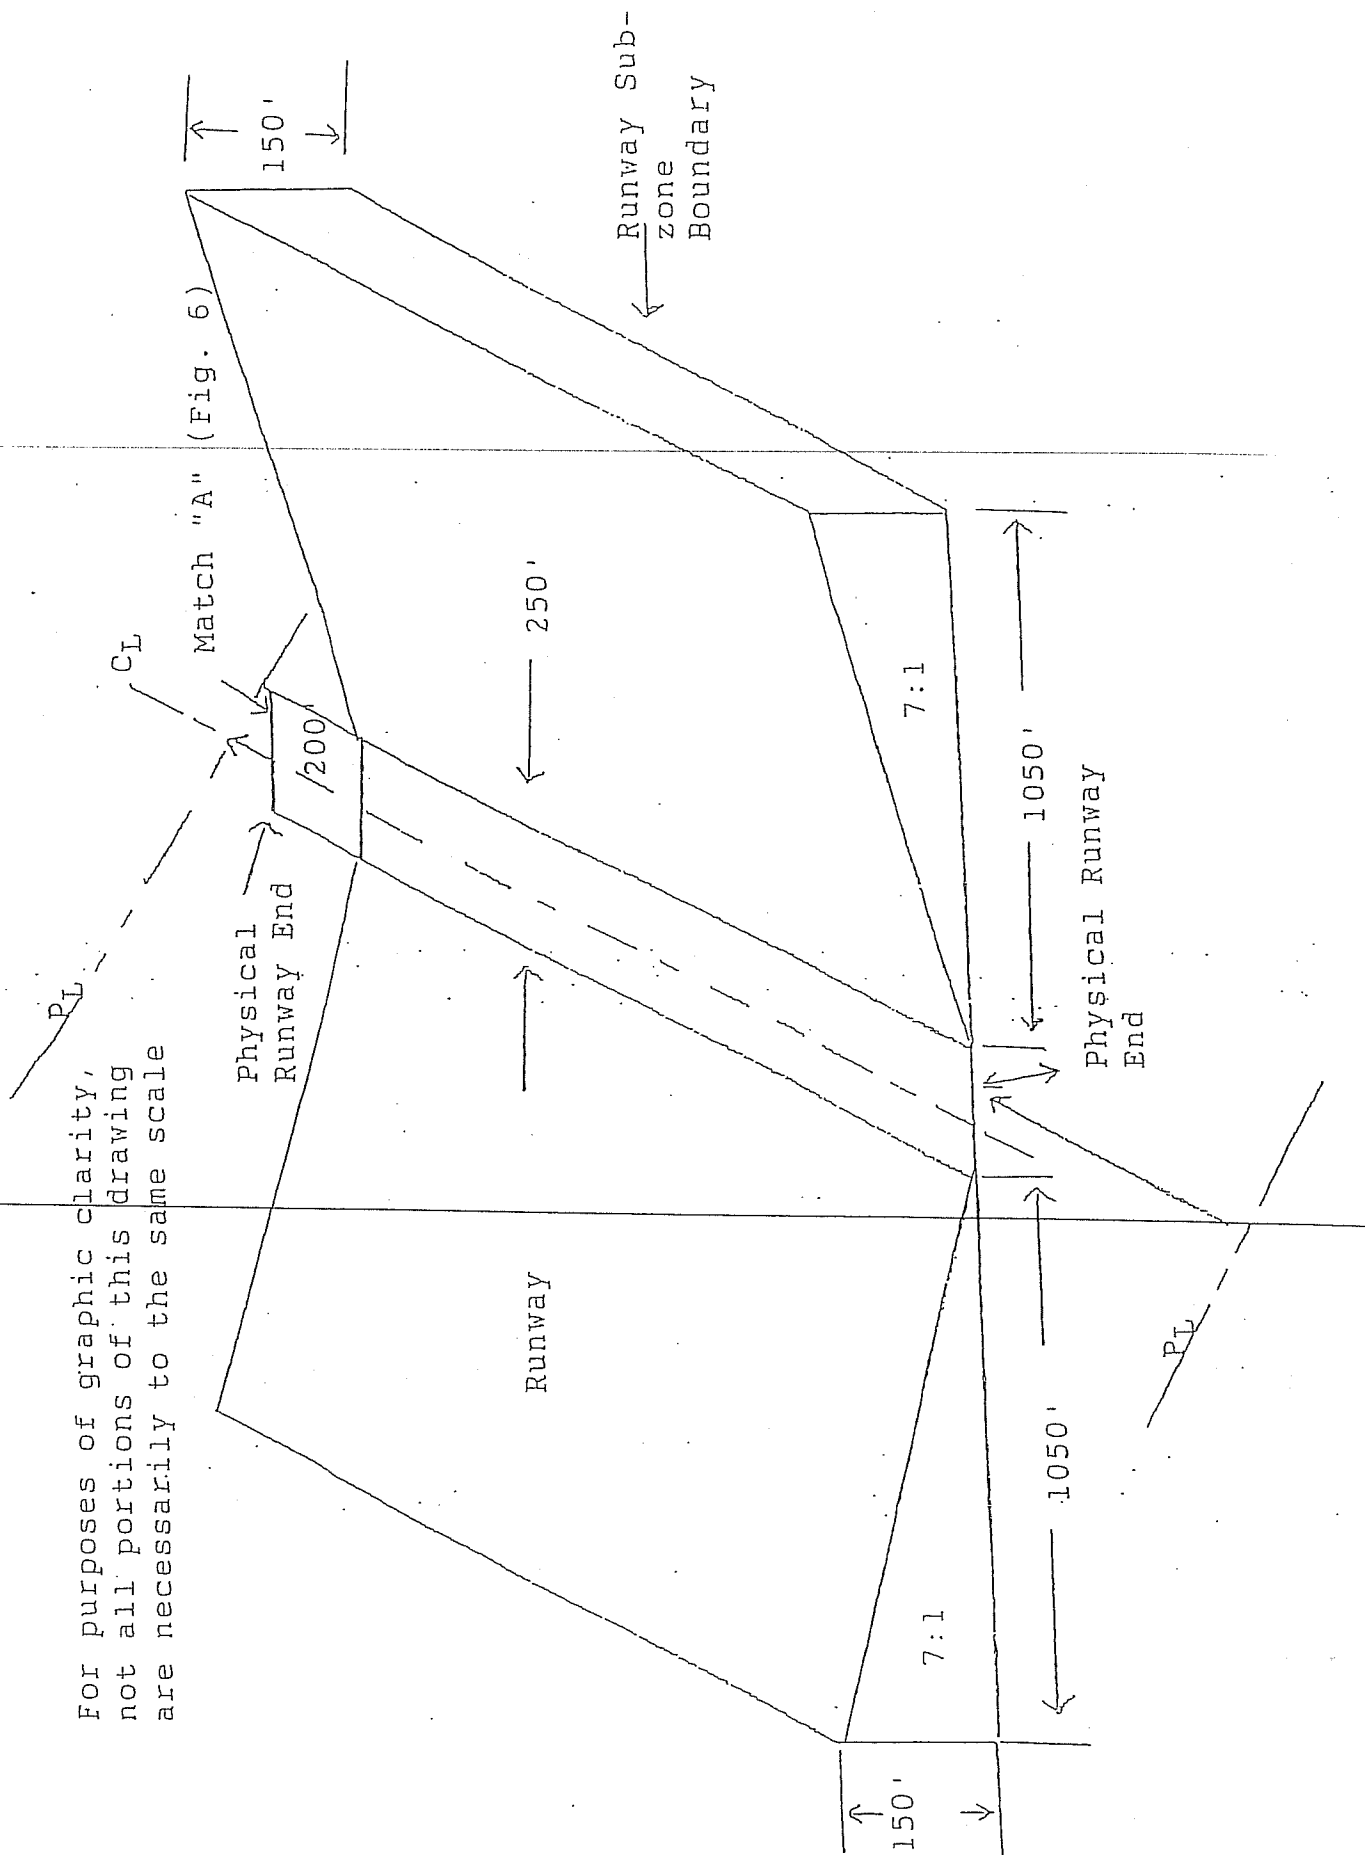 For purposes of graphic clarity,
not all portions of this drawing
are necessarily to the same scale
PL
CL
Match "A" (Fig. 6)
150'
Physical
Runway End
200'
Runway Sub-
zone
Boundary
250'
Runway
7:1
7:1
150'
1050'
1050'
Physical Runway
End
PL